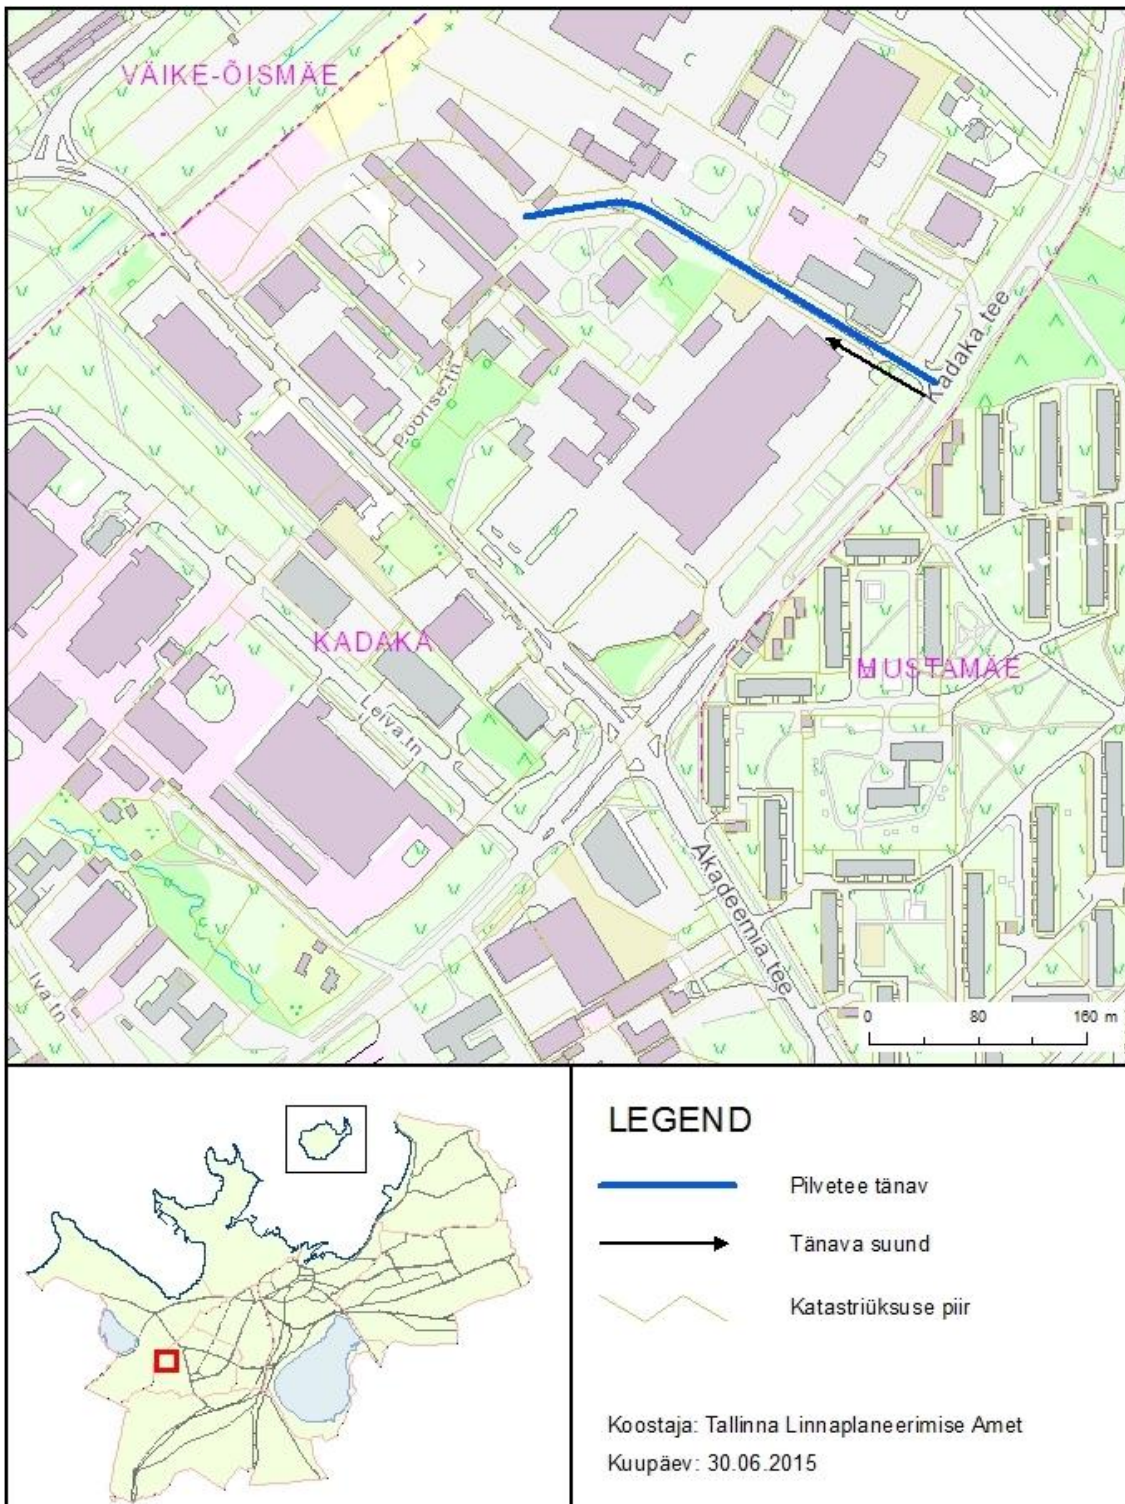 VÄIKE-ÕISMÄE
Kadaka tee
Poorise tn
KADAKA
MUSTAMÄE
Leiva tn
Akadeemia tee
Iva tn
0 80 160 m
LEGEND
Pilvetee tänav
Tänava suund
Katastriüksuse piir
Koostaja: Tallinna Linnaplaneerimise Amet
Kuupäev: 30.06.2015